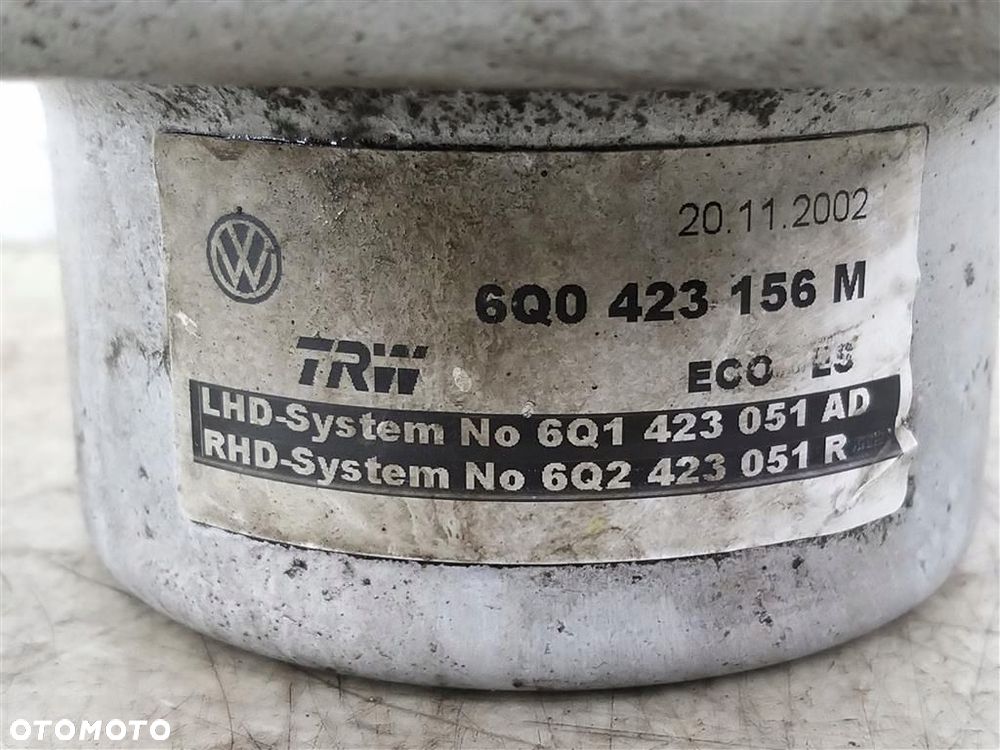 20.11.2002
6Q0 423 156 M
TRW
ECO LS
LHD-System No 6Q1 423 051 AD
RHD-System No 6Q2 423 051 R
OTOMOTO